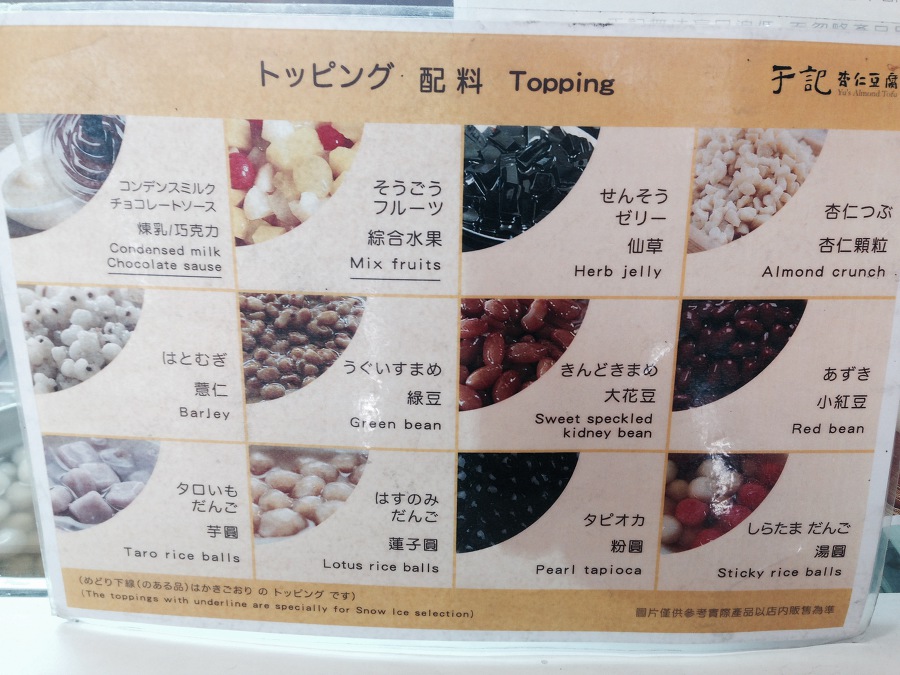 トッピング 配料 Topping
于記 杏仁豆腐
Yu's Almond Tofu
コンデンスミルク
チョコレートソース
煉乳/巧克力
Condensed milk
Chocolate sause
そうごう
フルーツ
綜合水果
Mix fruits
せんそう
ゼリー
仙草
Herb jelly
杏仁つぶ
杏仁顆粒
Almond crunch
はとむぎ
薏仁
Barley
うぐいすまめ
綠豆
Green bean
きんどきまめ
大花豆
Sweet speckled
kidney bean
あずき
小紅豆
Red bean
タロいも
だんご
芋圓
Taro rice balls
はすのみ
だんご
蓮子圓
Lotus rice balls
タピオカ
粉圓
Pearl tapioca
しらたま だんご
湯圓
Sticky rice balls
(めどり下線(のある品)はかきごおり の トッピング です)
(The toppings with underline are specially for Snow Ice selection)
圖片僅供參考實際產品以店内販售為準